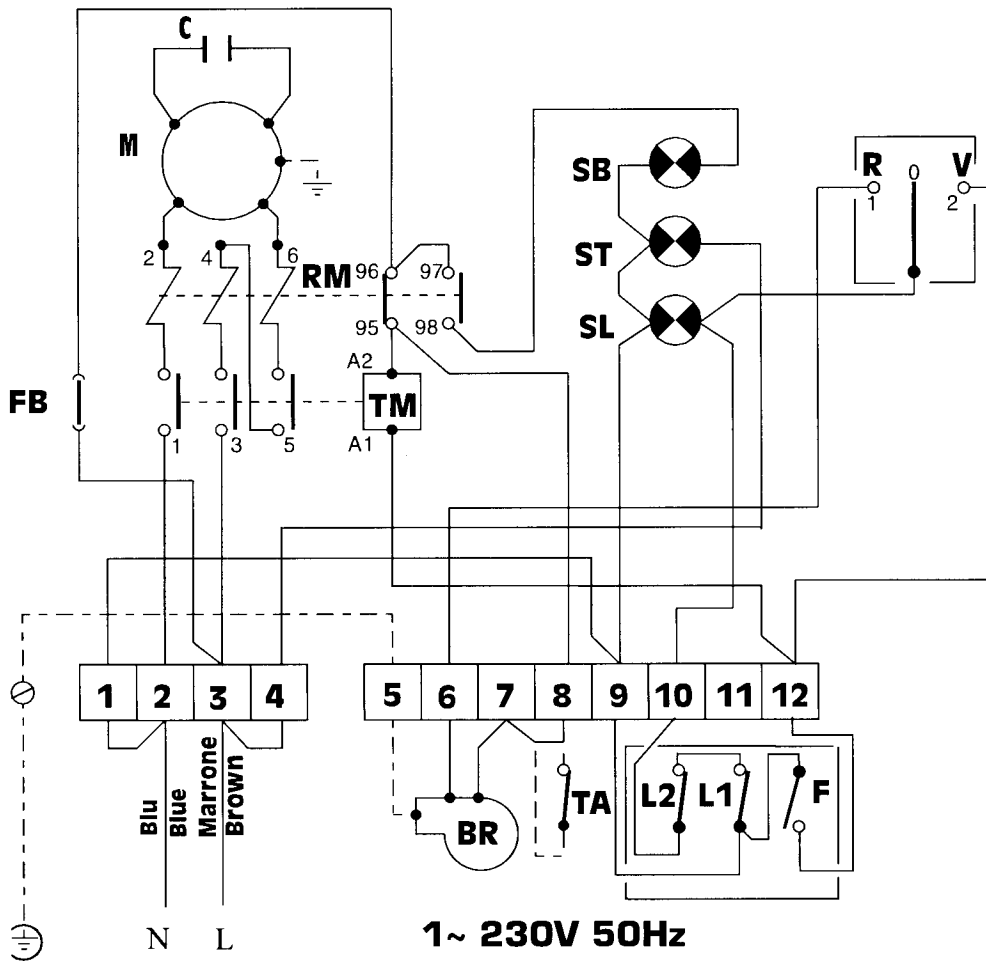 C
M
SB
ST
SL
R 0 V
1 2
2 4 6
RM 96 97
95 98
A2
TM
A1
FB
1 3 5
1 2 3 4
5 6 7 8 9 10 11 12
Blu
Blue
Marrone
Brown
BR
TA
L2 L1 F
N L
1~ 230V 50Hz